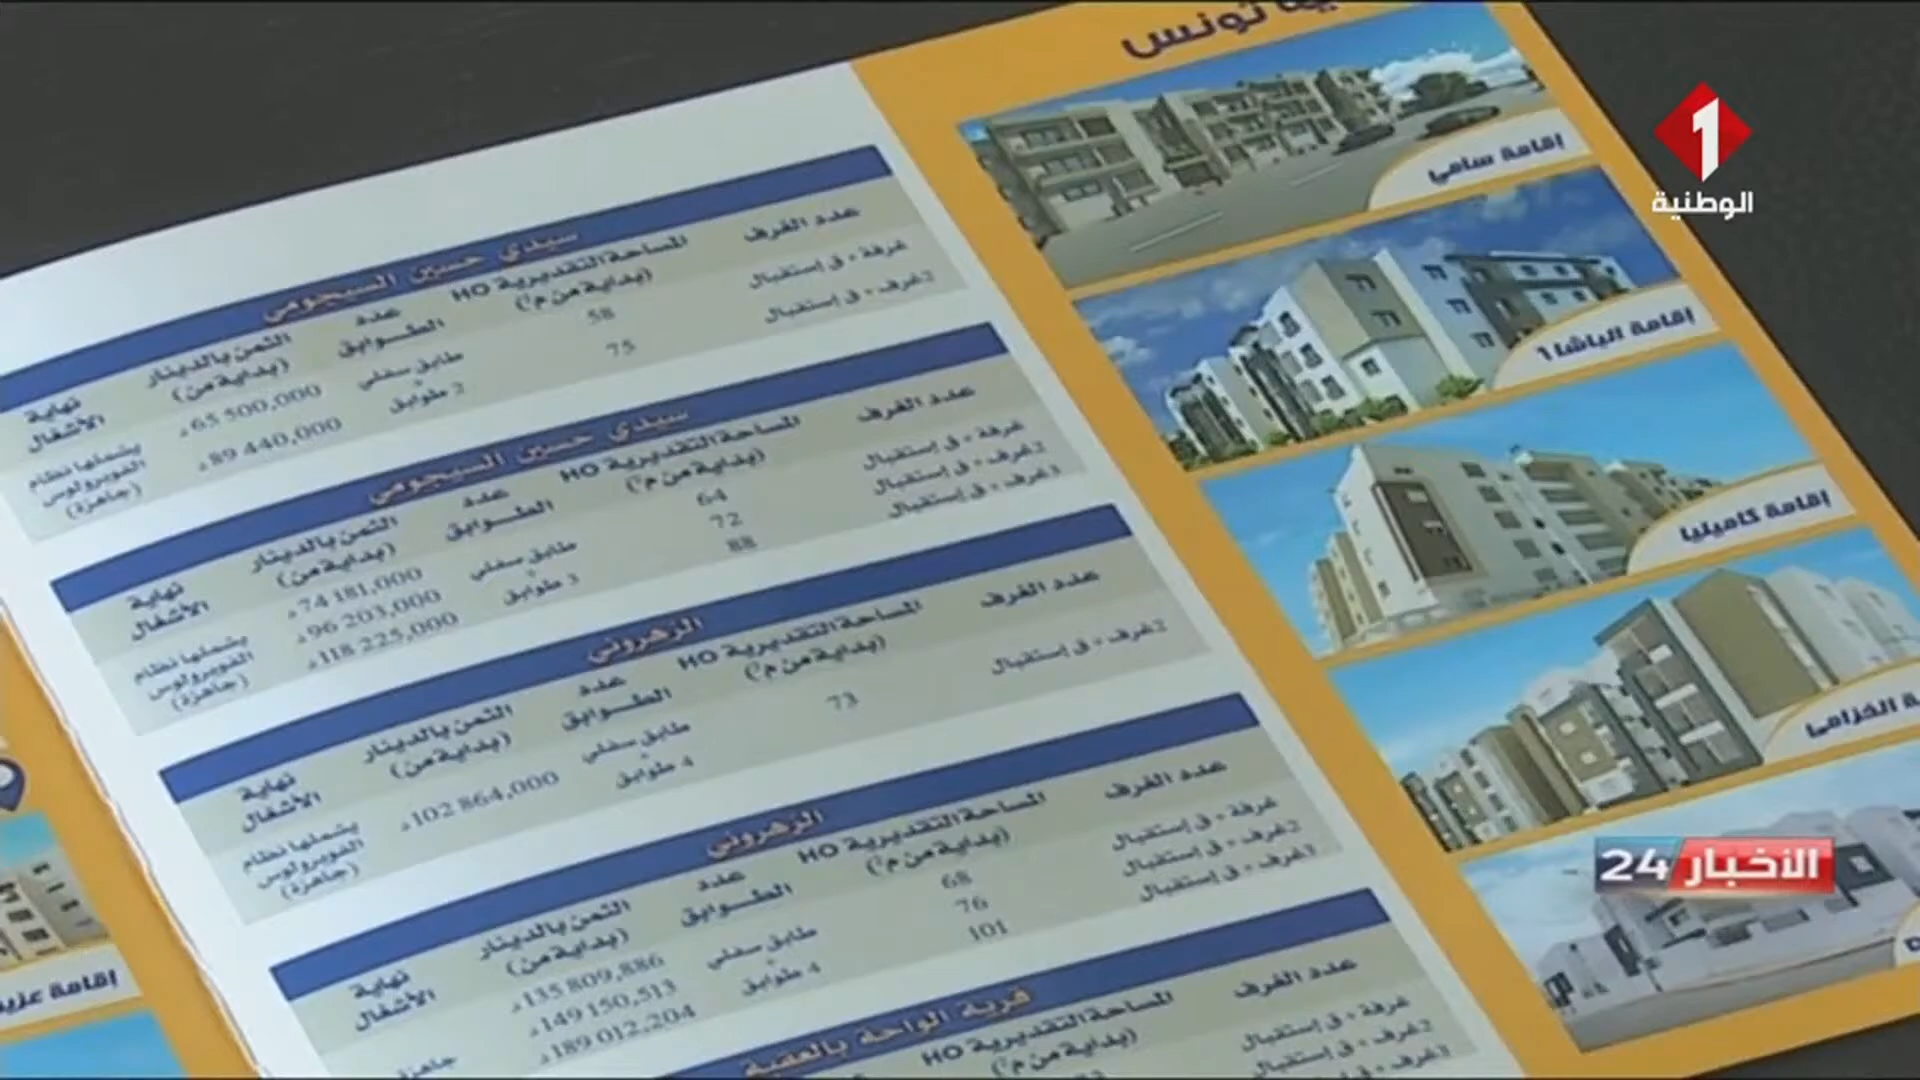 تونس
الوطنية
إقامة سامي
إقامة الباشا 1
إقامة كاميليا
الخزامى
إقامة
الأخبار 24
سيدي حسين السيجومي
عدد الغرف
المساحة التقديرية HO
(بداية من م²)
عدد
الطــوابق
الثمن بالدينار
(بداية من)
نهاية
الأشغال
غرفة + ق إستقبال
58
65 500,000 د
2غرف + ق إستقبال
75
89 440,000 د
طابق سفلي
+
2 طوابق
يشملها نظام
الفوبرولوس
(جاهزة)
سيدي حسين السيجومي
عدد الغرف
المساحة التقديرية HO
(بداية من م²)
عدد
الطــوابق
الثمن بالدينار
(بداية من)
نهاية
الأشغال
غرفة + ق إستقبال
64
74 181,000 د
2غرف + ق إستقبال
72
96 203,000 د
3غرف + ق إستقبال
88
118 225,000 د
طابق سفلي
+
3 طوابق
يشملها نظام
الفوبرولوس
(جاهزة)
الزهروني
عدد الغرف
المساحة التقديرية HO
(بداية من م²)
عدد
الطــوابق
الثمن بالدينار
(بداية من)
نهاية
الأشغال
2غرف + ق إستقبال
73
102 864,000 د
طابق سفلي
+
4 طوابق
يشملها نظام
الفوبرولوس
(جاهزة)
الزهروني
عدد الغرف
المساحة التقديرية HO
(بداية من م²)
عدد
الطــوابق
الثمن بالدينار
(بداية من)
نهاية
الأشغال
غرفة + ق إستقبال
68
135 809,886 د
2غرف + ق إستقبال
76
149 150,513 د
3غرف + ق إستقبال
101
189 012,204 د
طابق سفلي
+
4 طوابق
جاهزة
قرية الواحة بالعقبة
عدد الغرف
المساحة التقديرية HO
(بداية من م²)
غرفة + ق إستقبال
2غرف + ق إستقبال